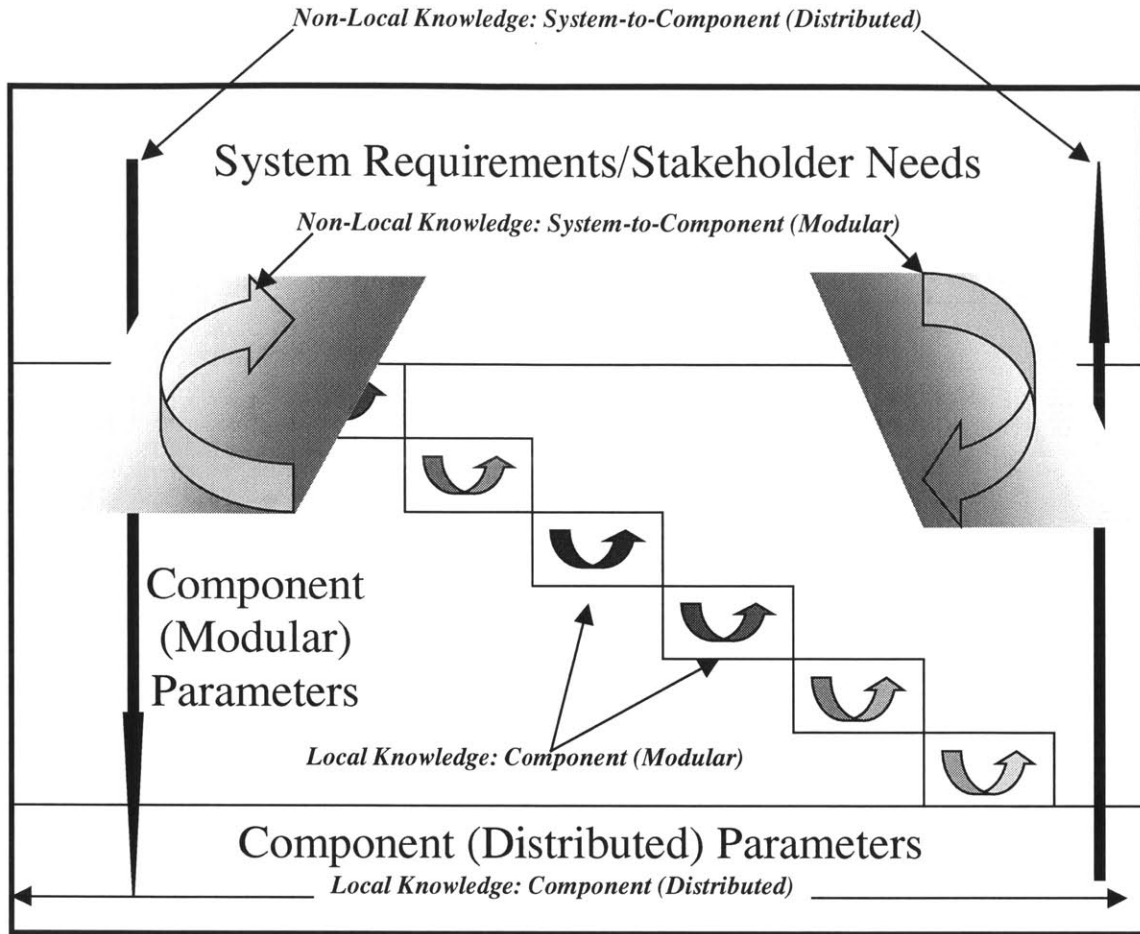 Non-Local Knowledge: System-to-Component (Distributed)
System Requirements/Stakeholder Needs
Non-Local Knowledge: System-to-Component (Modular)
Component
(Modular)
Parameters
Local Knowledge: Component (Modular)
Component (Distributed) Parameters
Local Knowledge: Component (Distributed)